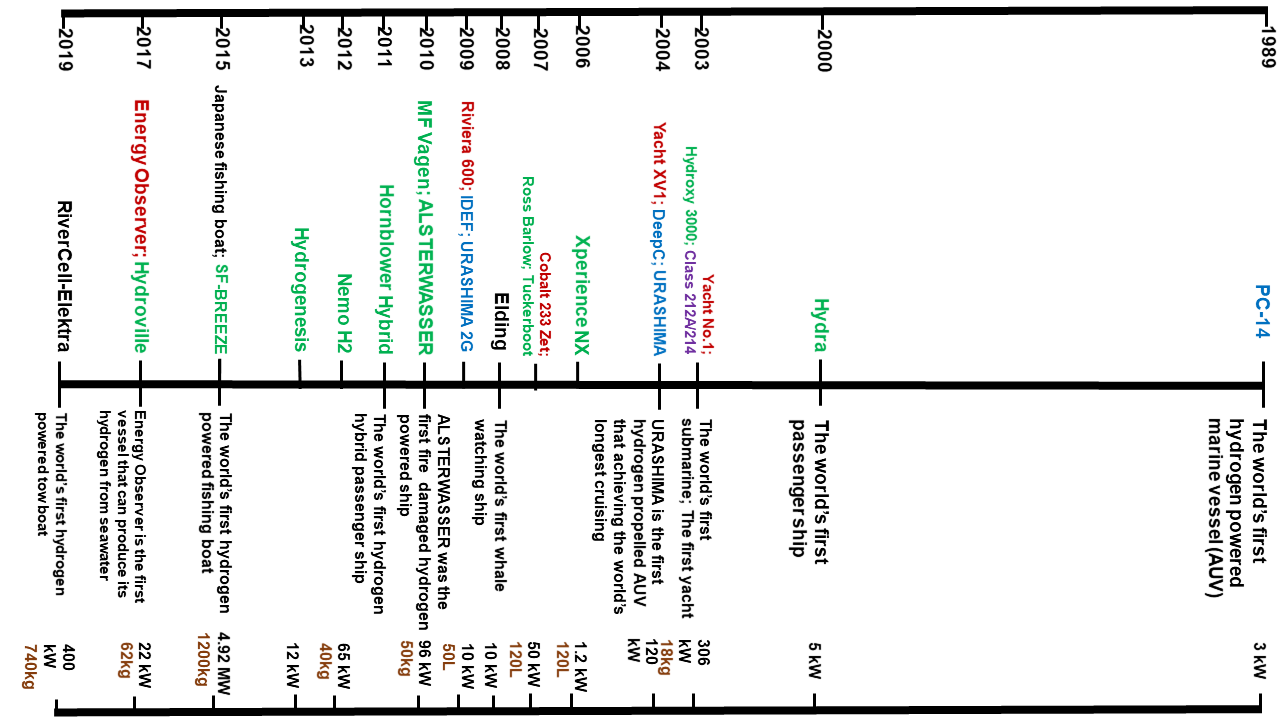 1989
PC-14
The world's first
hydrogen powered
marine vessel (AUV)
3 kW
2000
Hydra
The world's first
passenger ship
5 kW
2003
Yacht No.1;
Hydroxy 3000; Class 212A/214
The world's first
submarine; The first yacht
306
kW
18kg
2004
Yacht XV1; DeepC; URASHIMA
URASHIMA is the first
hydrogen propelled AUV
that achieving the world's
longest cruising
120
kW
2006
Xperience NX
1.2 kW
120L
2007
Cobalt 233 Zet;
Ross Barlow; Tuckerboot
50 kW
120L
2008
Elding
The world's first whale
watching ship
10 kW
2009
Riviera 600; IDEF; URASHIMA 2G
10 kW
50L
2010
MF Vagen; ALSTERWASSER
ALSTERWASSER was the
first fire damaged hydrogen
powered ship
96 kW
50kg
2011
Hornblower Hybrid
The world's first hydrogen
hybrid passenger ship
2012
Nemo H2
65 kW
40kg
2013
Hydrogenesis
12 kW
2015
Japanese fishing boat; SF-BREEZE
The world's first hydrogen
powered fishing boat
4.92 MW
1200kg
2017
Energy Observer; Hydroville
Energy Observer is the first
vessel that can produce its
hydrogen from seawater
22 kW
62kg
2019
RiverCell-Elektra
The world's first hydrogen
powered tow boat
400
kW
740kg